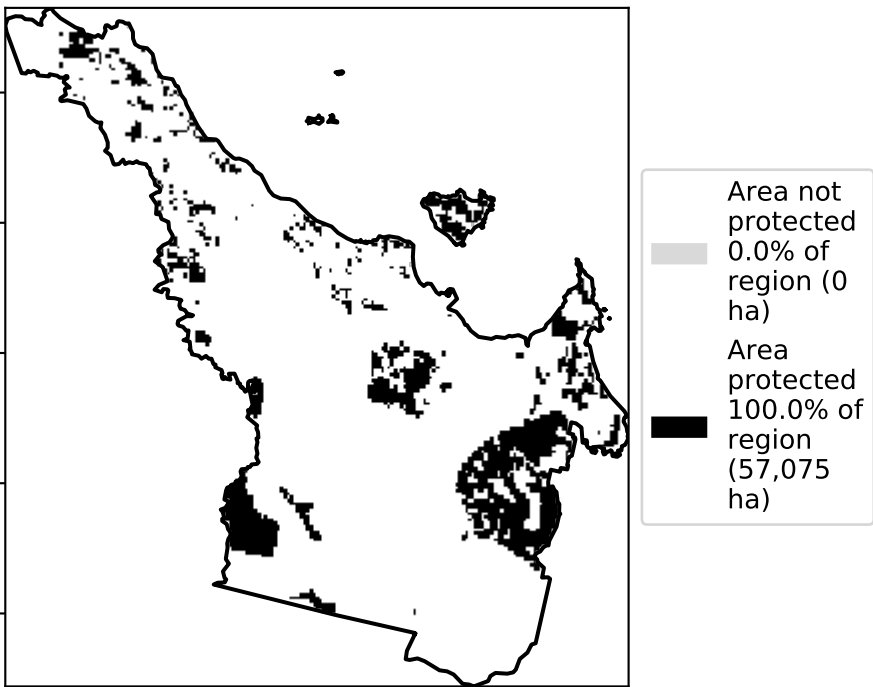 Area not
protected
0.0% of
region (0
ha)
Area
protected
100.0% of
region
(57,075
ha)